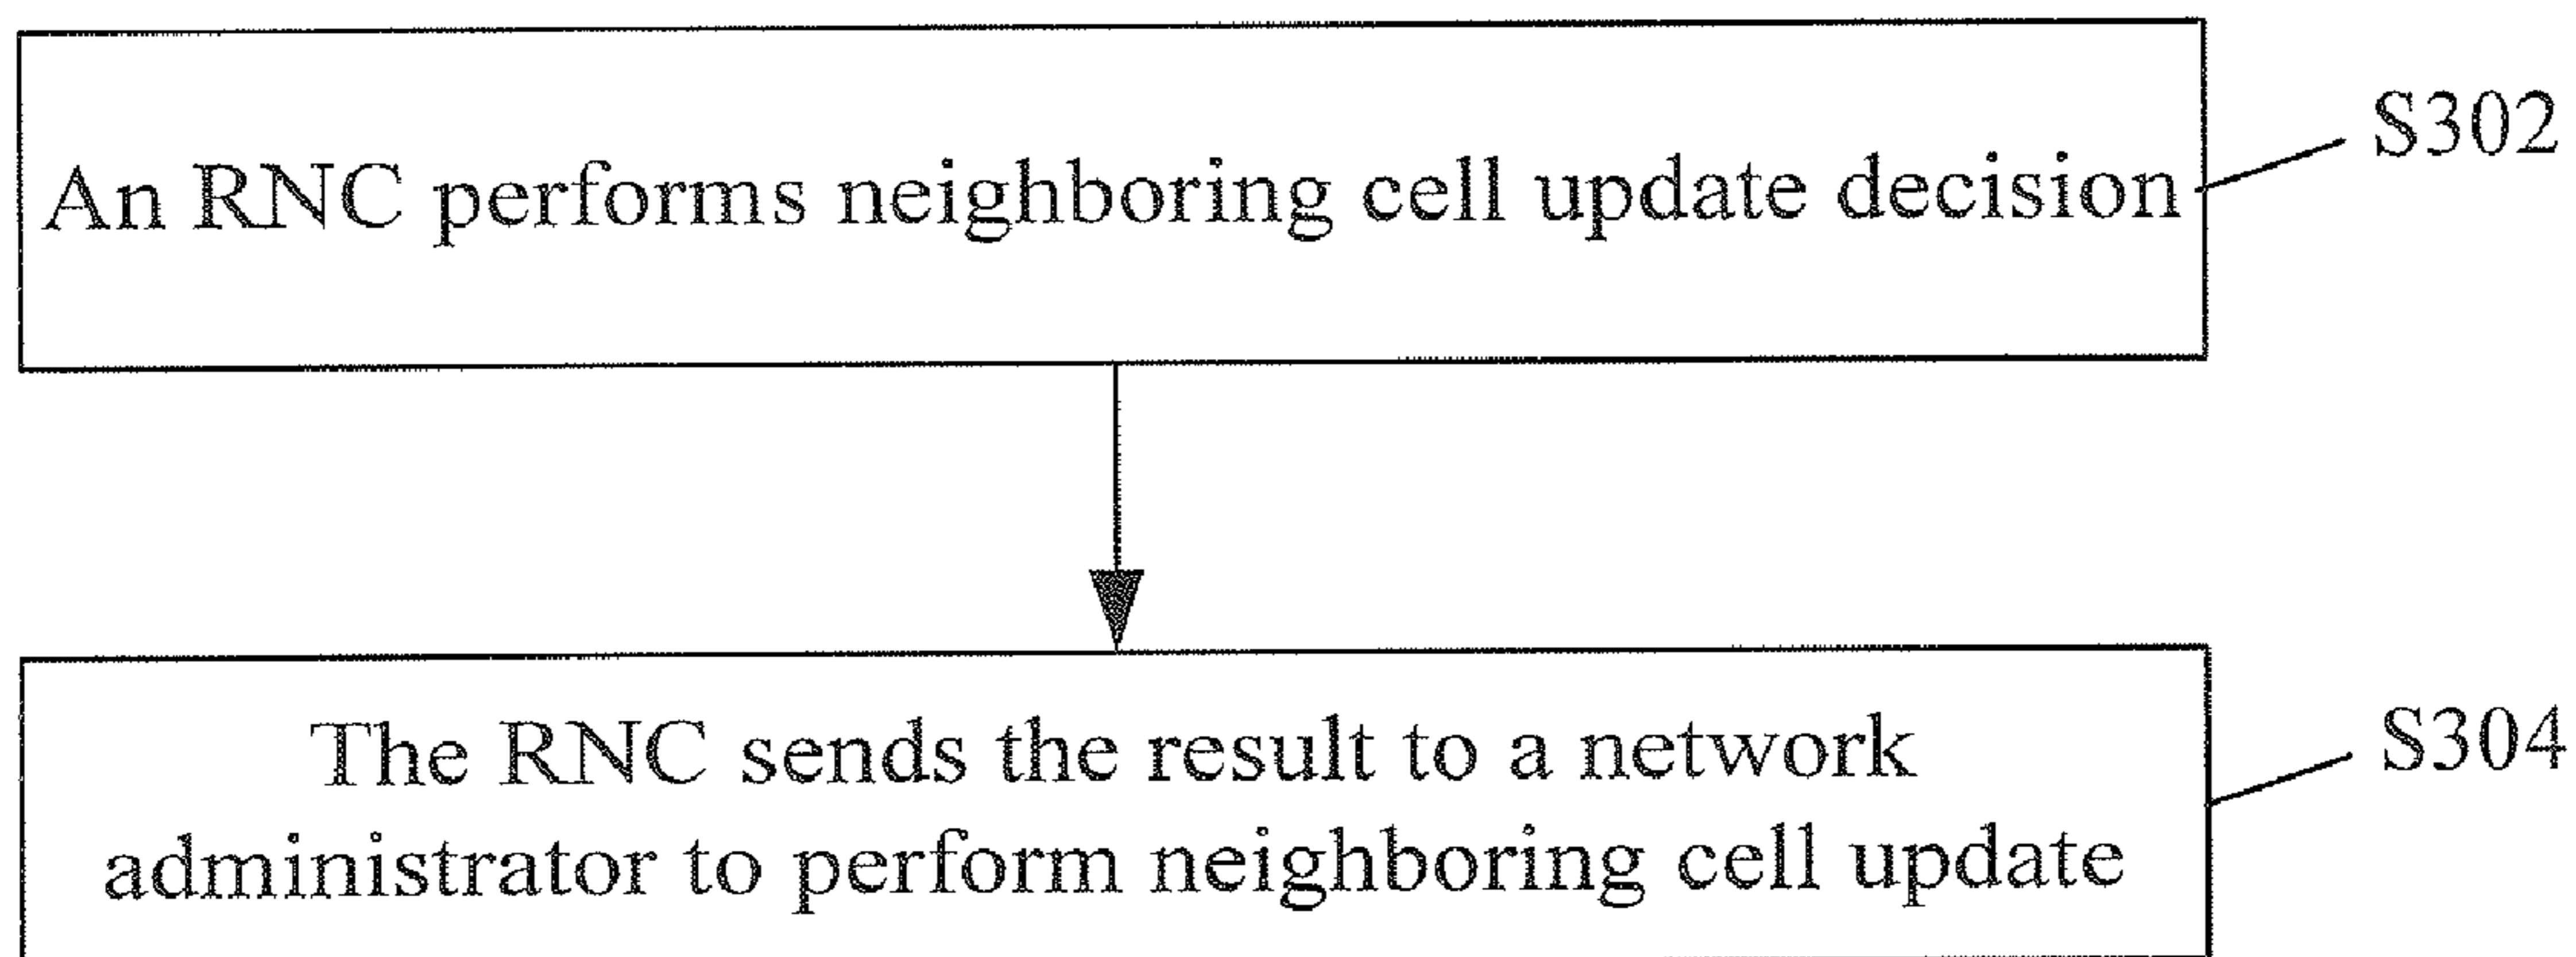 An RNC performs neighboring cell update decision
S302
The RNC sends the result to a network
administrator to perform neighboring cell update
S304